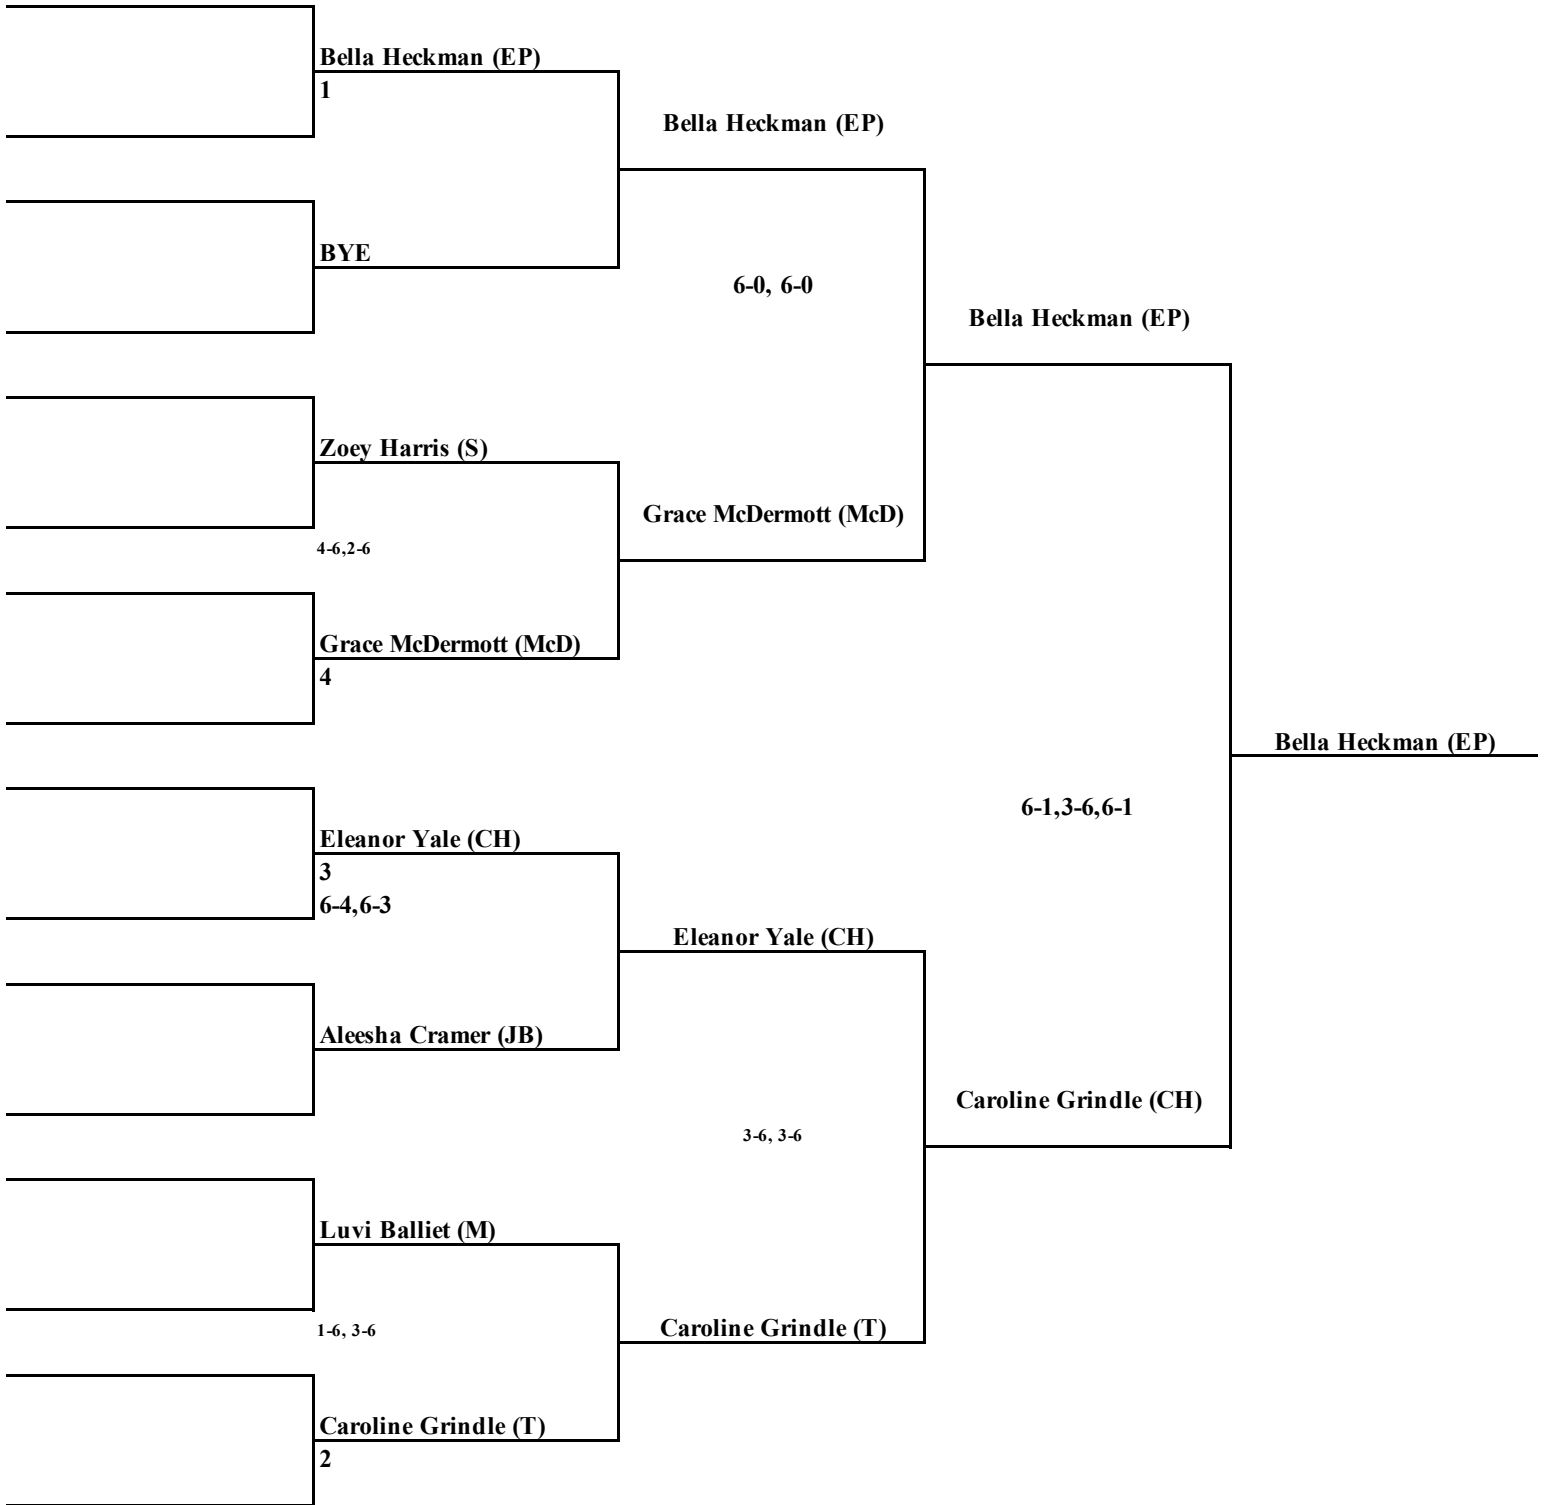 Bella Heckman (EP)
1
Bella Heckman (EP)
BYE
6-0, 6-0
Bella Heckman (EP)
Zoey Harris (S)
Grace McDermott (McD)
4-6,2-6
Grace McDermott (McD)
4
Bella Heckman (EP)
6-1,3-6,6-1
Eleanor Yale (CH)
3
6-4,6-3
Eleanor Yale (CH)
Aleesha Cramer (JB)
Caroline Grindle (CH)
3-6, 3-6
Luvi Balliet (M)
1-6, 3-6
Caroline Grindle (T)
Caroline Grindle (T)
2